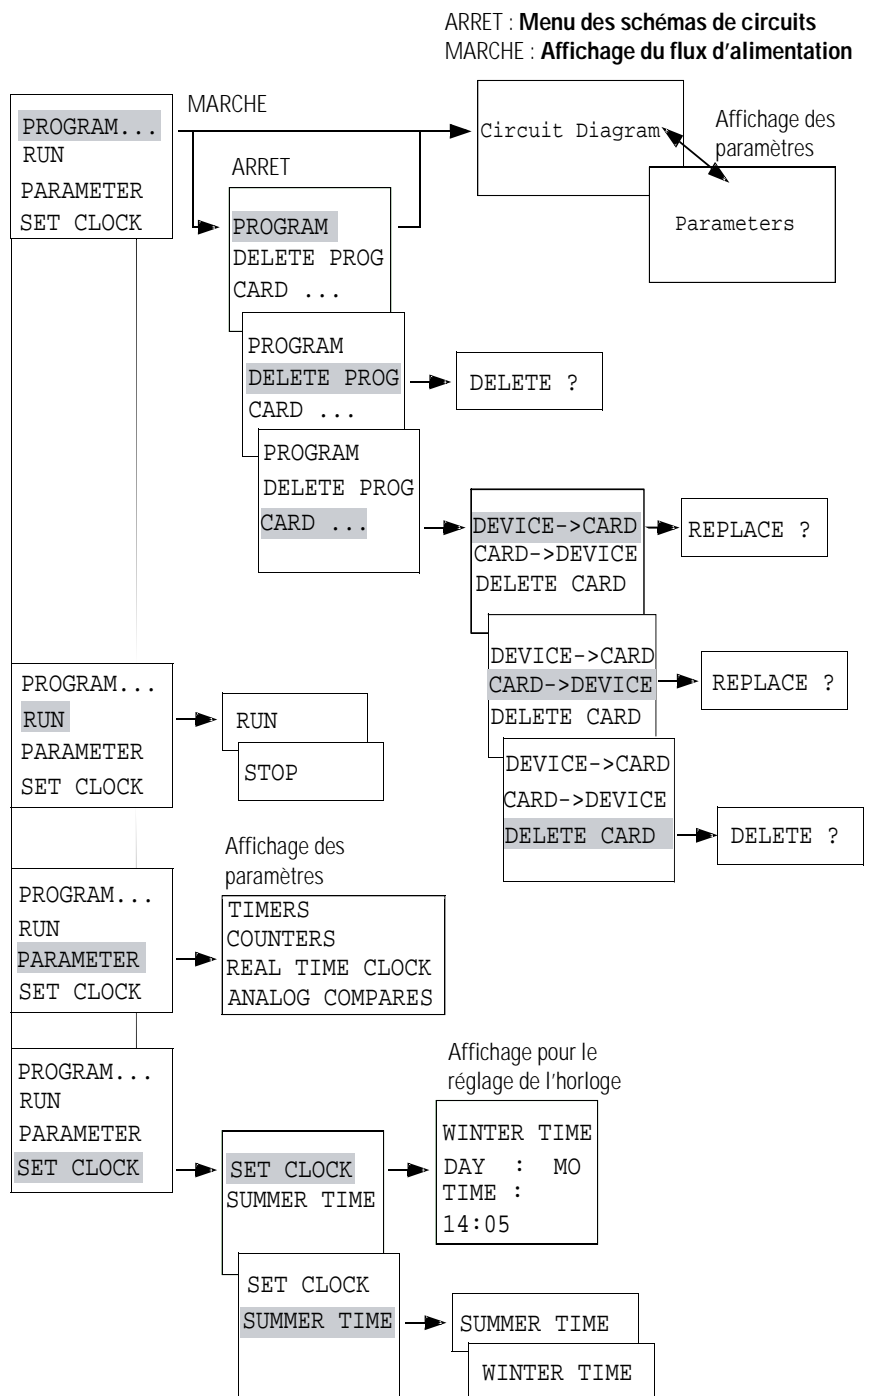 ARRET : Menu des schémas de circuits
MARCHE : Affichage du flux d'alimentation
PROGRAM...
RUN
PARAMETER
SET CLOCK
MARCHE
ARRET
PROGRAM
DELETE PROG
CARD ...
Circuit Diagram
Affichage des
paramètres
Parameters
PROGRAM
DELETE PROG
CARD ...
DELETE ?
PROGRAM
DELETE PROG
CARD ...
DEVICE->CARD
CARD->DEVICE
DELETE CARD
REPLACE ?
DEVICE->CARD
CARD->DEVICE
DELETE CARD
REPLACE ?
DEVICE->CARD
CARD->DEVICE
DELETE CARD
DELETE ?
PROGRAM...
RUN
PARAMETER
SET CLOCK
RUN
STOP
PROGRAM...
RUN
PARAMETER
SET CLOCK
Affichage des
paramètres
TIMERS
COUNTERS
REAL TIME CLOCK
ANALOG COMPARES
PROGRAM...
RUN
PARAMETER
SET CLOCK
SET CLOCK
SUMMER TIME
Affichage pour le
réglage de l'horloge
WINTER TIME
DAY : MO
TIME :
14:05
SET CLOCK
SUMMER TIME
SUMMER TIME
WINTER TIME